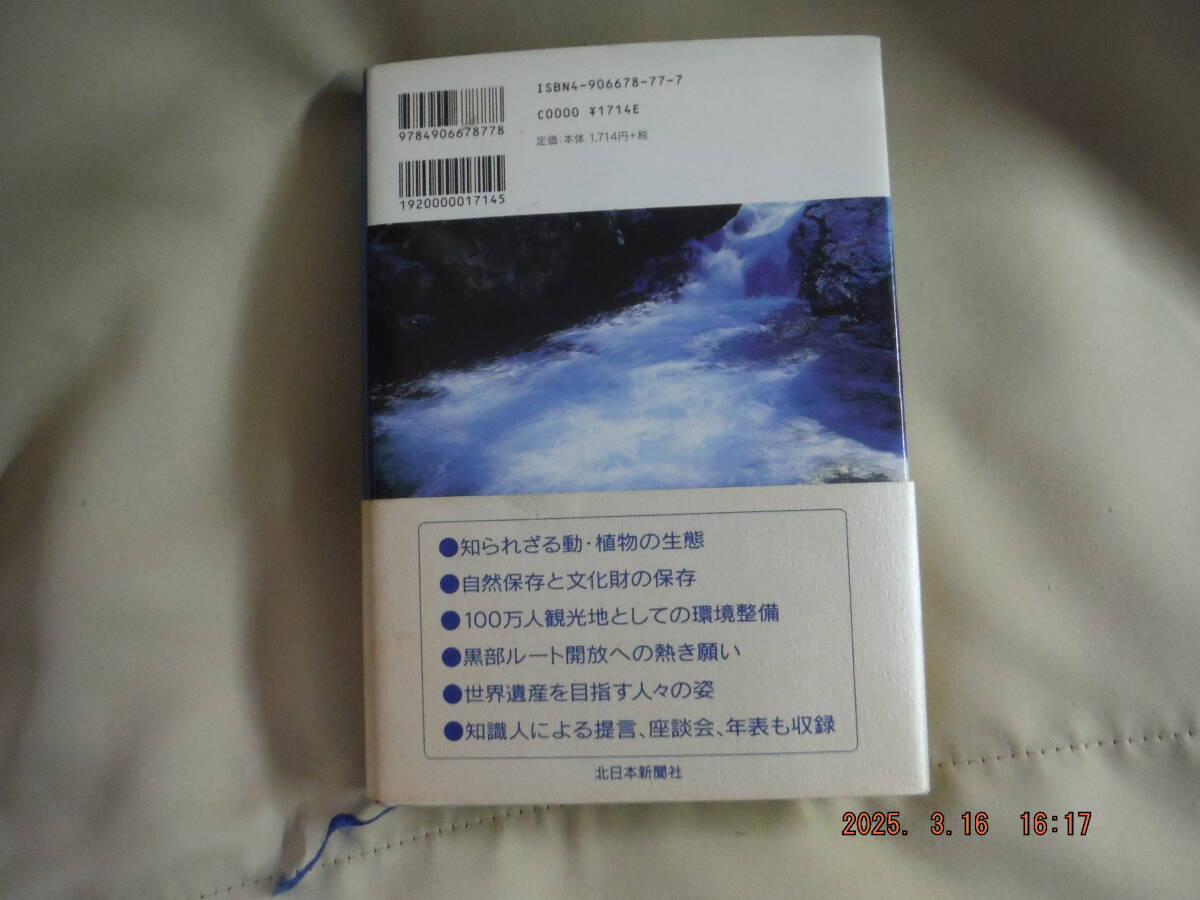 ISBN4-906678-77-7
C0000 ¥1714E
定価：本体 1,714円+税
9784906678778
1920000017145
●知られざる動・植物の生態
●自然保存と文化財の保存
●100万人観光地としての環境整備
●黒部ルート開放への熱き願い
●世界遺産を目指す人々の姿
●知識人による提言、座談会、年表も収録
北日本新聞社
2025. 3.16 16:17